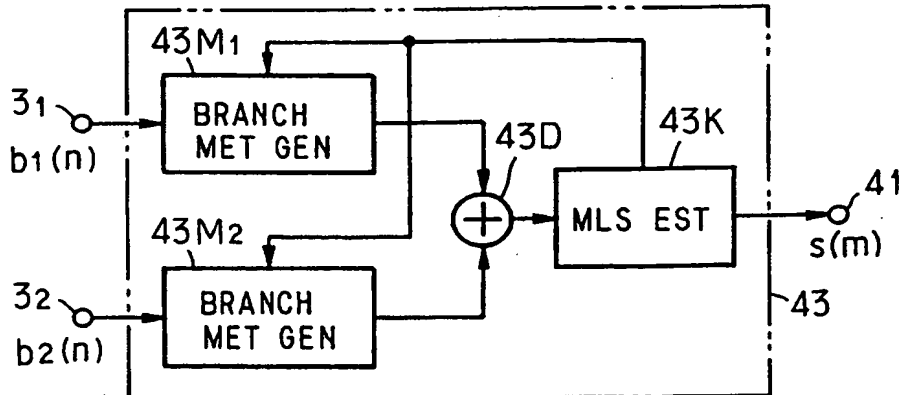 43M1
31
b1(n)
BRANCH
MET GEN
43D
43K
MLS EST
41
s(m)
43M2
32
b2(n)
BRANCH
MET GEN
43